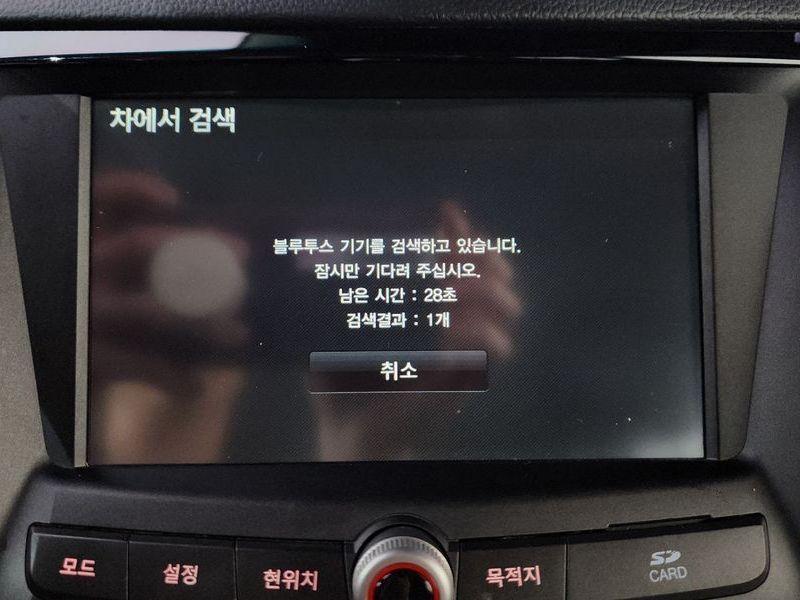 차에서 검색
블루투스 기기를 검색하고 있습니다.
잠시만 기다려 주십시오.
남은 시간 : 28초
검색결과 : 1개
취소
모드
설정
현위치
목적지
SD
CARD